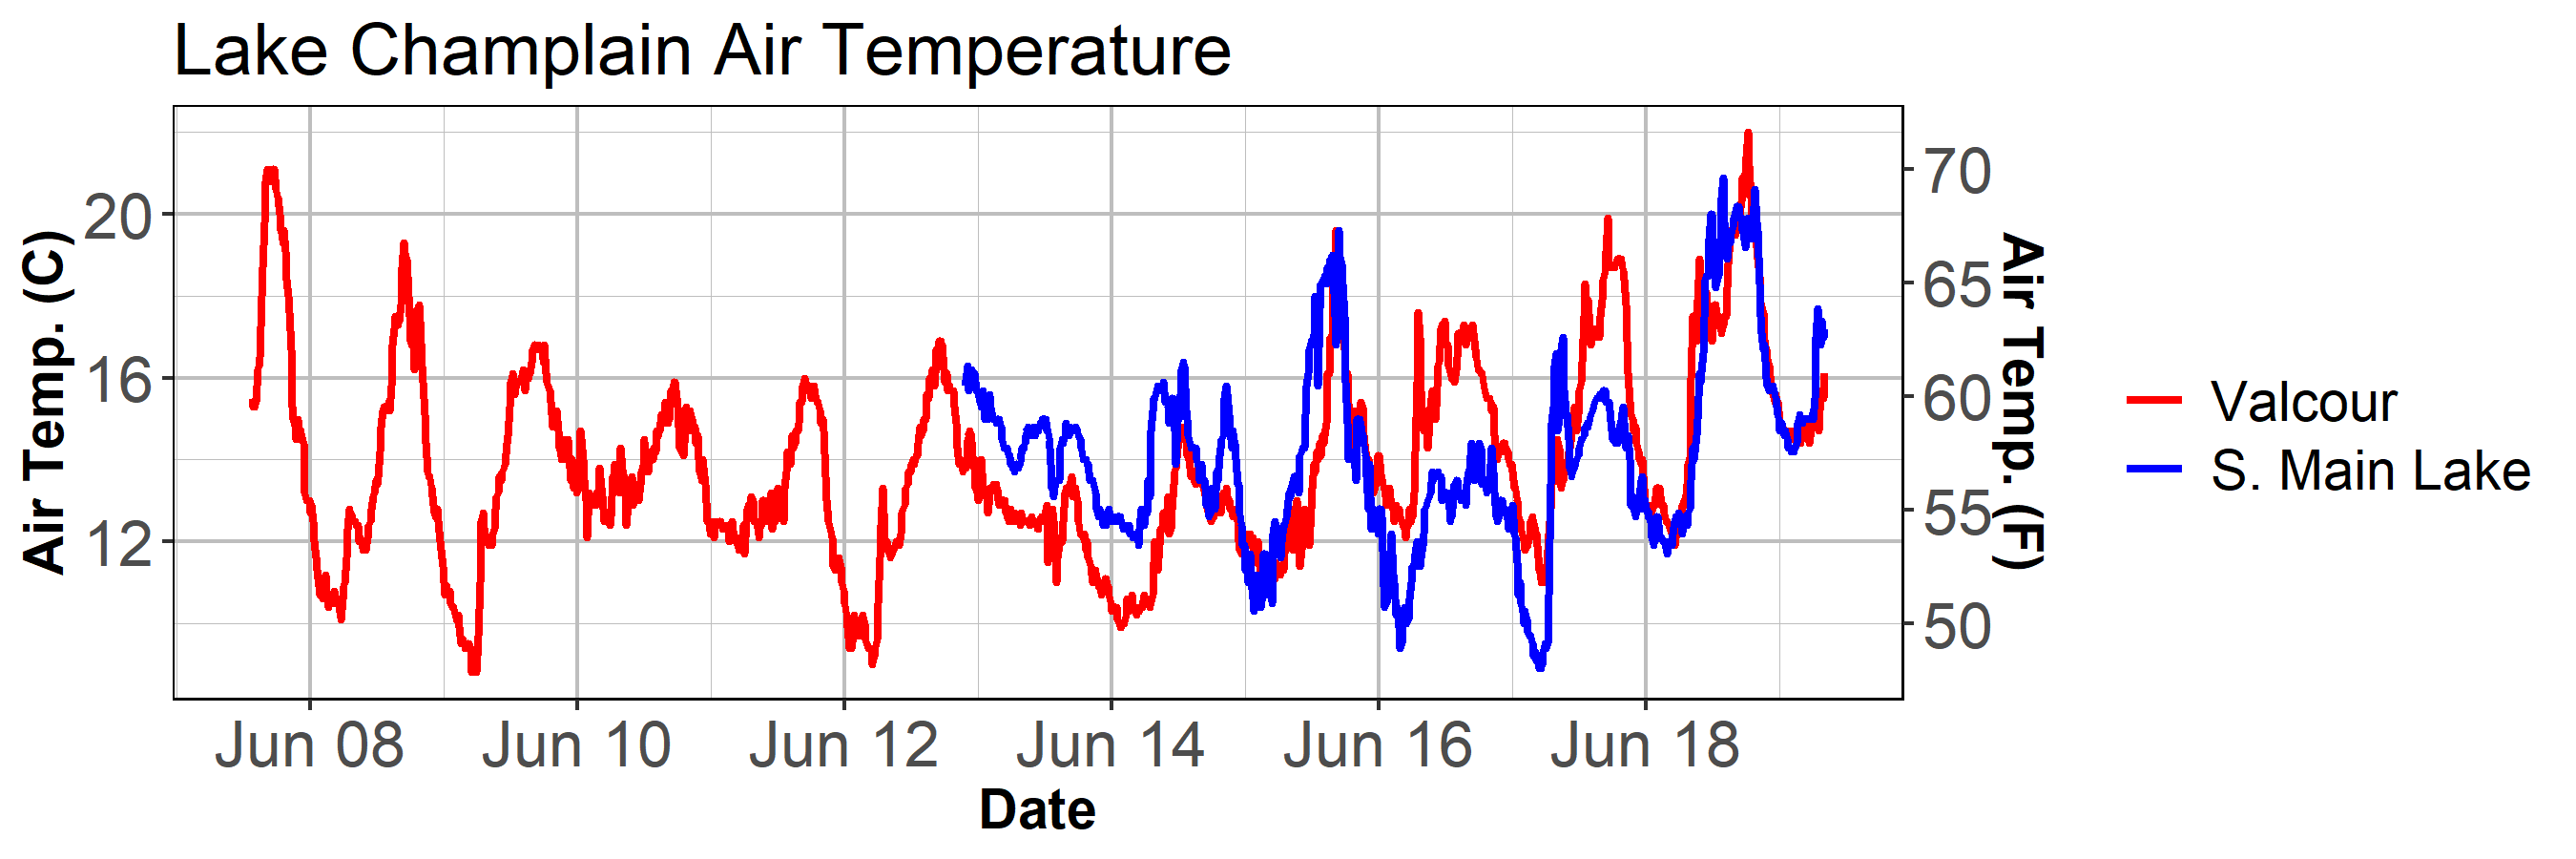 Lake Champlain Air Temperature
Air Temp. (C)
20
16
12
70
65
60
55
50
Air Temp. (F)
Valcour
S. Main Lake
Jun 08 Jun 10 Jun 12 Jun 14 Jun 16 Jun 18
Date